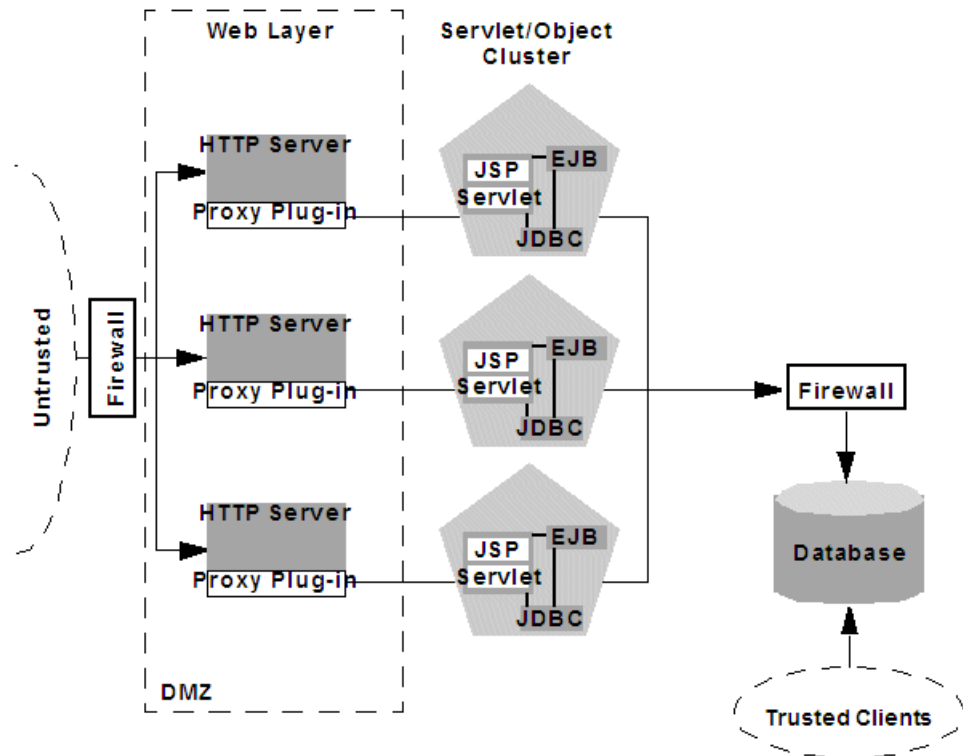 Web Layer
Servlet/Object
Cluster
Untrusted
Firewall
HTTP Server
Proxy Plug-in
JSP
Servlet
EJB
JDBC
HTTP Server
Proxy Plug-in
JSP
Servlet
EJB
JDBC
HTTP Server
Proxy Plug-in
JSP
Servlet
EJB
JDBC
DMZ
Firewall
Database
Trusted Clients